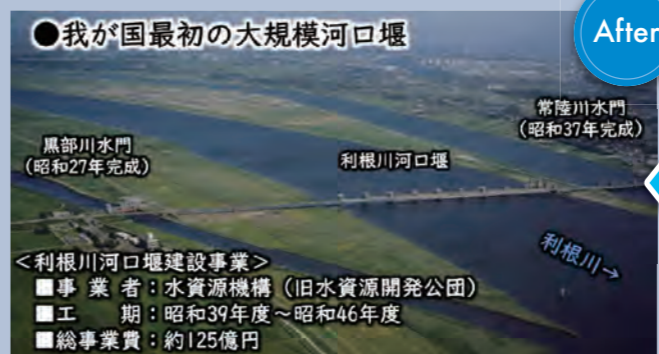 ●我が国最初の大規模河口堰
After
常陸川水門
(昭和37年完成)
黒部川水門
(昭和27年完成)
利根川河口堰
利根川→
<利根川河口堰建設事業>
■事業者：水資源機構（旧水資源開発公団）
■工期：昭和39年度～昭和46年度
■総事業費：約125億円